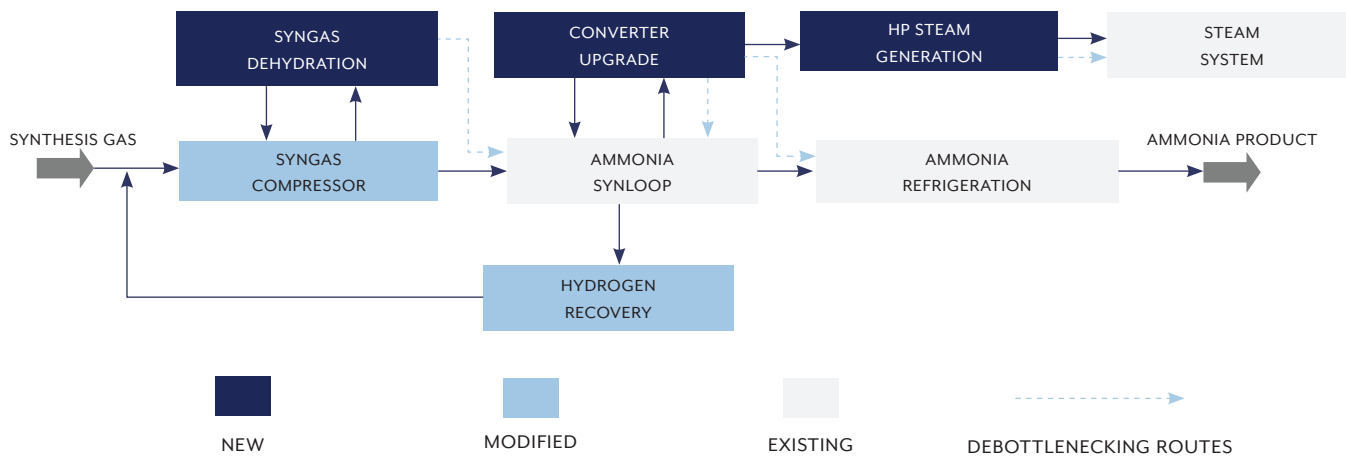 SYNGAS
DEHYDRATION
CONVERTER
UPGRADE
HP STEAM
GENERATION
STEAM
SYSTEM
SYNTHESIS GAS
SYNGAS
COMPRESSOR
AMMONIA
SYNLOOP
AMMONIA
REFRIGERATION
AMMONIA PRODUCT
HYDROGEN
RECOVERY
NEW
MODIFIED
EXISTING
DEBOTTLENECKING ROUTES